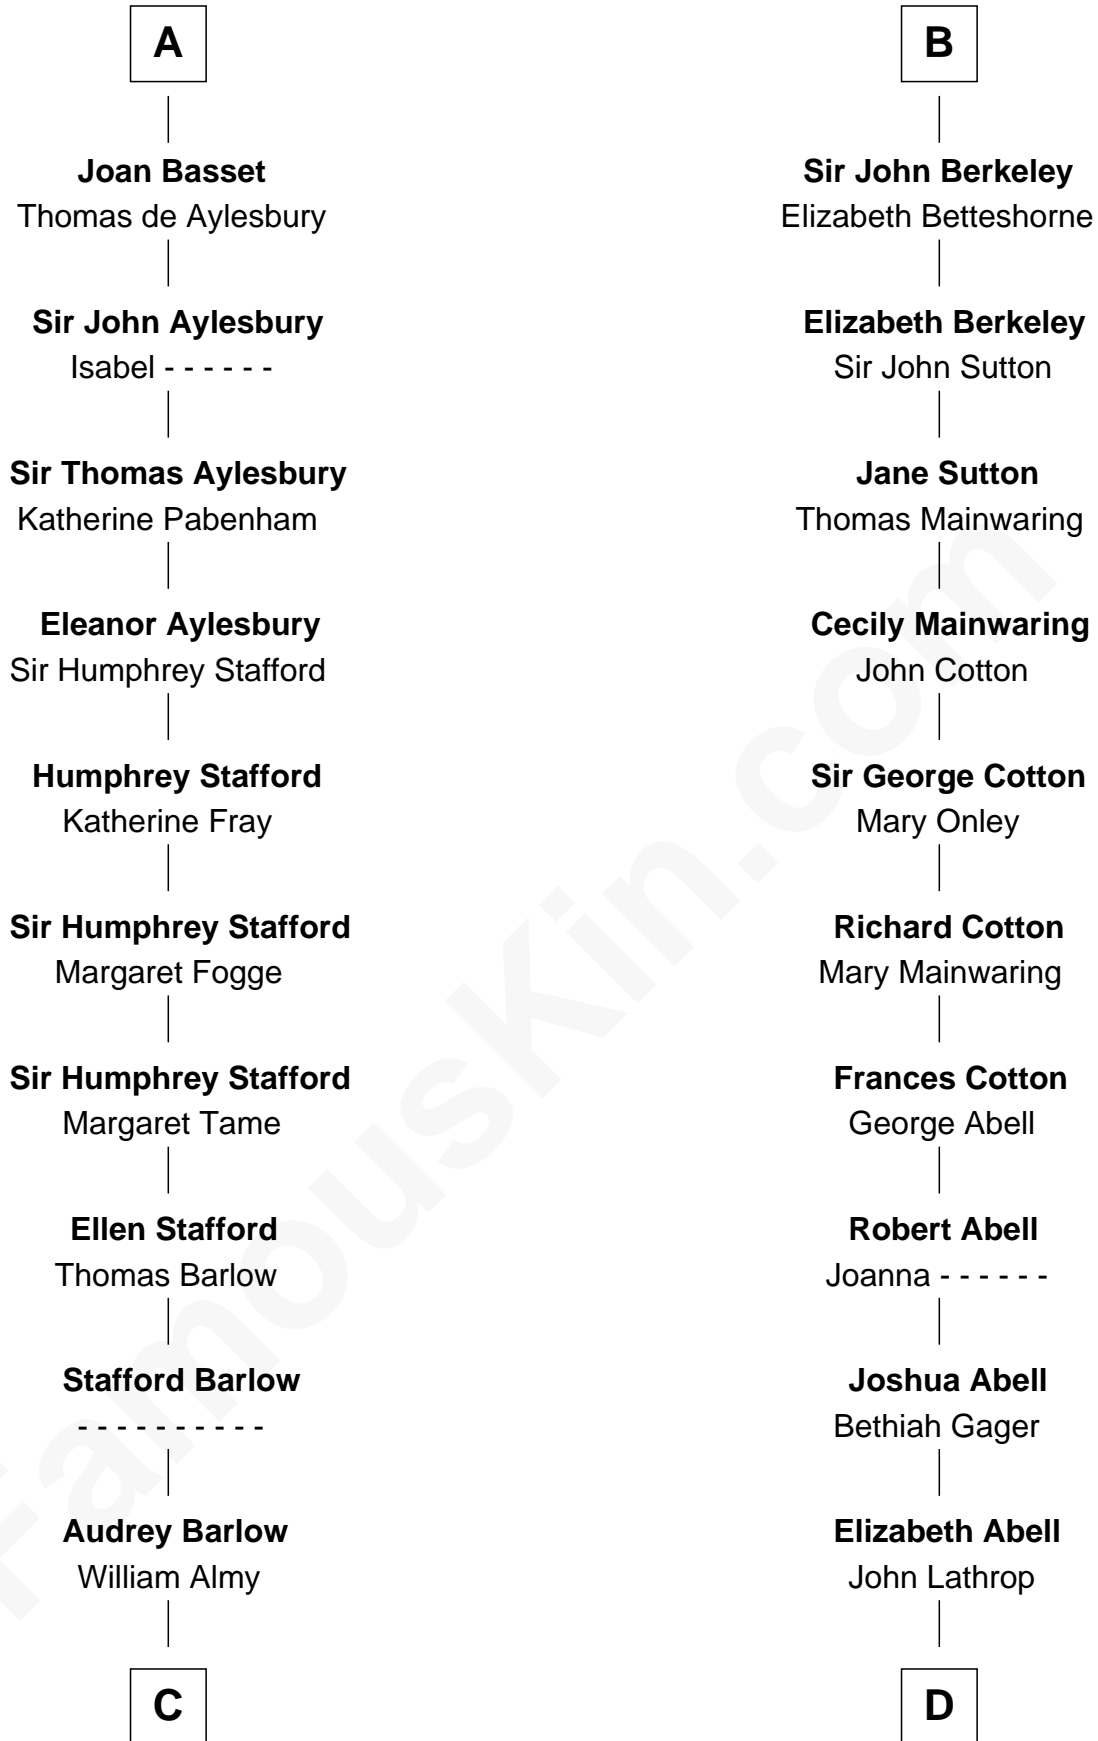 A
Joan Basset
Thomas de Aylesbury
Sir John Aylesbury
Isabel - - - - - -
Sir Thomas Aylesbury
Katherine Pabenham
Eleanor Aylesbury
Sir Humphrey Stafford
Humphrey Stafford
Katherine Fray
Sir Humphrey Stafford
Margaret Fogge
Sir Humphrey Stafford
Margaret Tame
Ellen Stafford
Thomas Barlow
Stafford Barlow
- - - - - - - - - -
Audrey Barlow
William Almy
C
B
Sir John Berkeley
Elizabeth Betteshorne
Elizabeth Berkeley
Sir John Sutton
Jane Sutton
Thomas Mainwaring
Cecily Mainwaring
John Cotton
Sir George Cotton
Mary Onley
Richard Cotton
Mary Mainwaring
Frances Cotton
George Abell
Robert Abell
Joanna - - - - - -
Joshua Abell
Bethiah Gager
Elizabeth Abell
John Lathrop
D
FamousKin.com